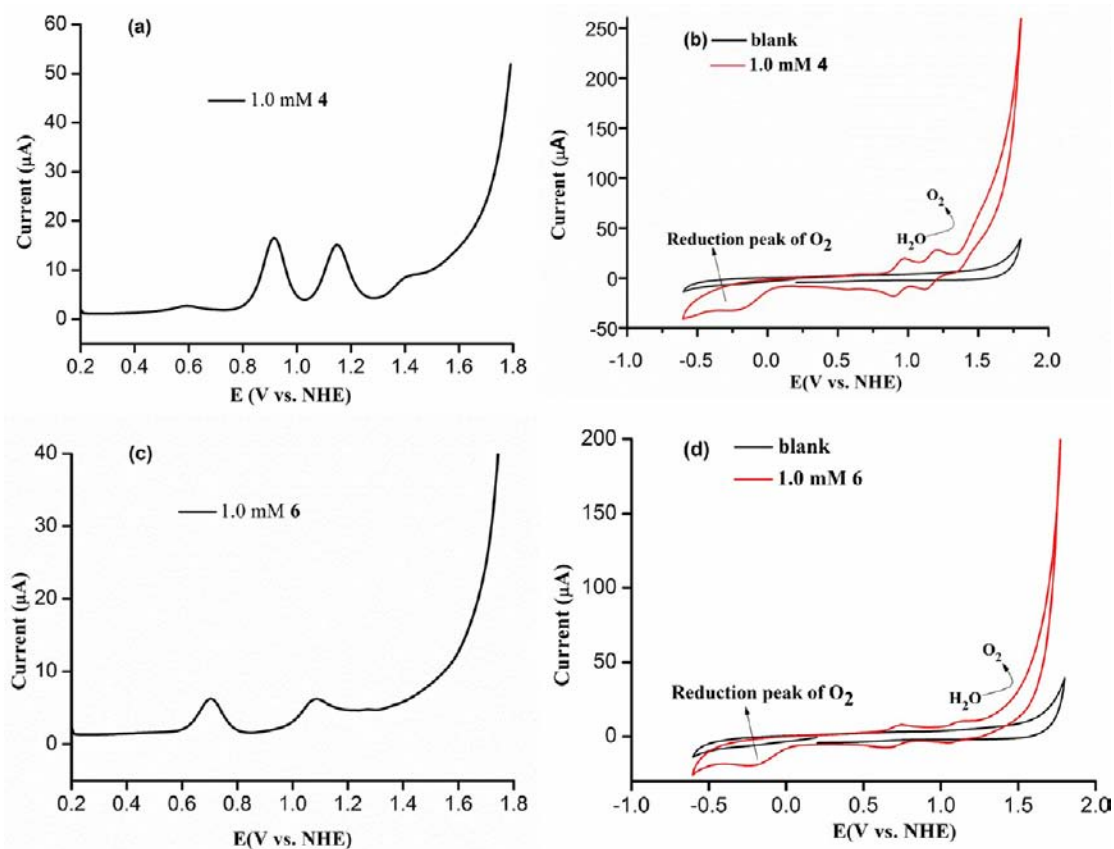 (a)
60
50
40
30
20
10
0
Current (μA)
1.0 mM 4
0.2 0.4 0.6 0.8 1.0 1.2 1.4 1.6 1.8
E (V vs. NHE)
(b)
blank
1.0 mM 4
250
200
150
100
50
0
-50
Current (μA)
O2
H2O
Reduction peak of O2
-1.0 -0.5 0.0 0.5 1.0 1.5 2.0
E(V vs. NHE)
(c)
40
30
20
10
0
Current (μA)
1.0 mM 6
0.2 0.4 0.6 0.8 1.0 1.2 1.4 1.6 1.8
E(V vs. NHE)
(d)
blank
1.0 mM 6
200
150
100
50
0
Current (μA)
O2
H2O
Reduction peak of O2
-1.0 -0.5 0.0 0.5 1.0 1.5 2.0
E(V vs. NHE)